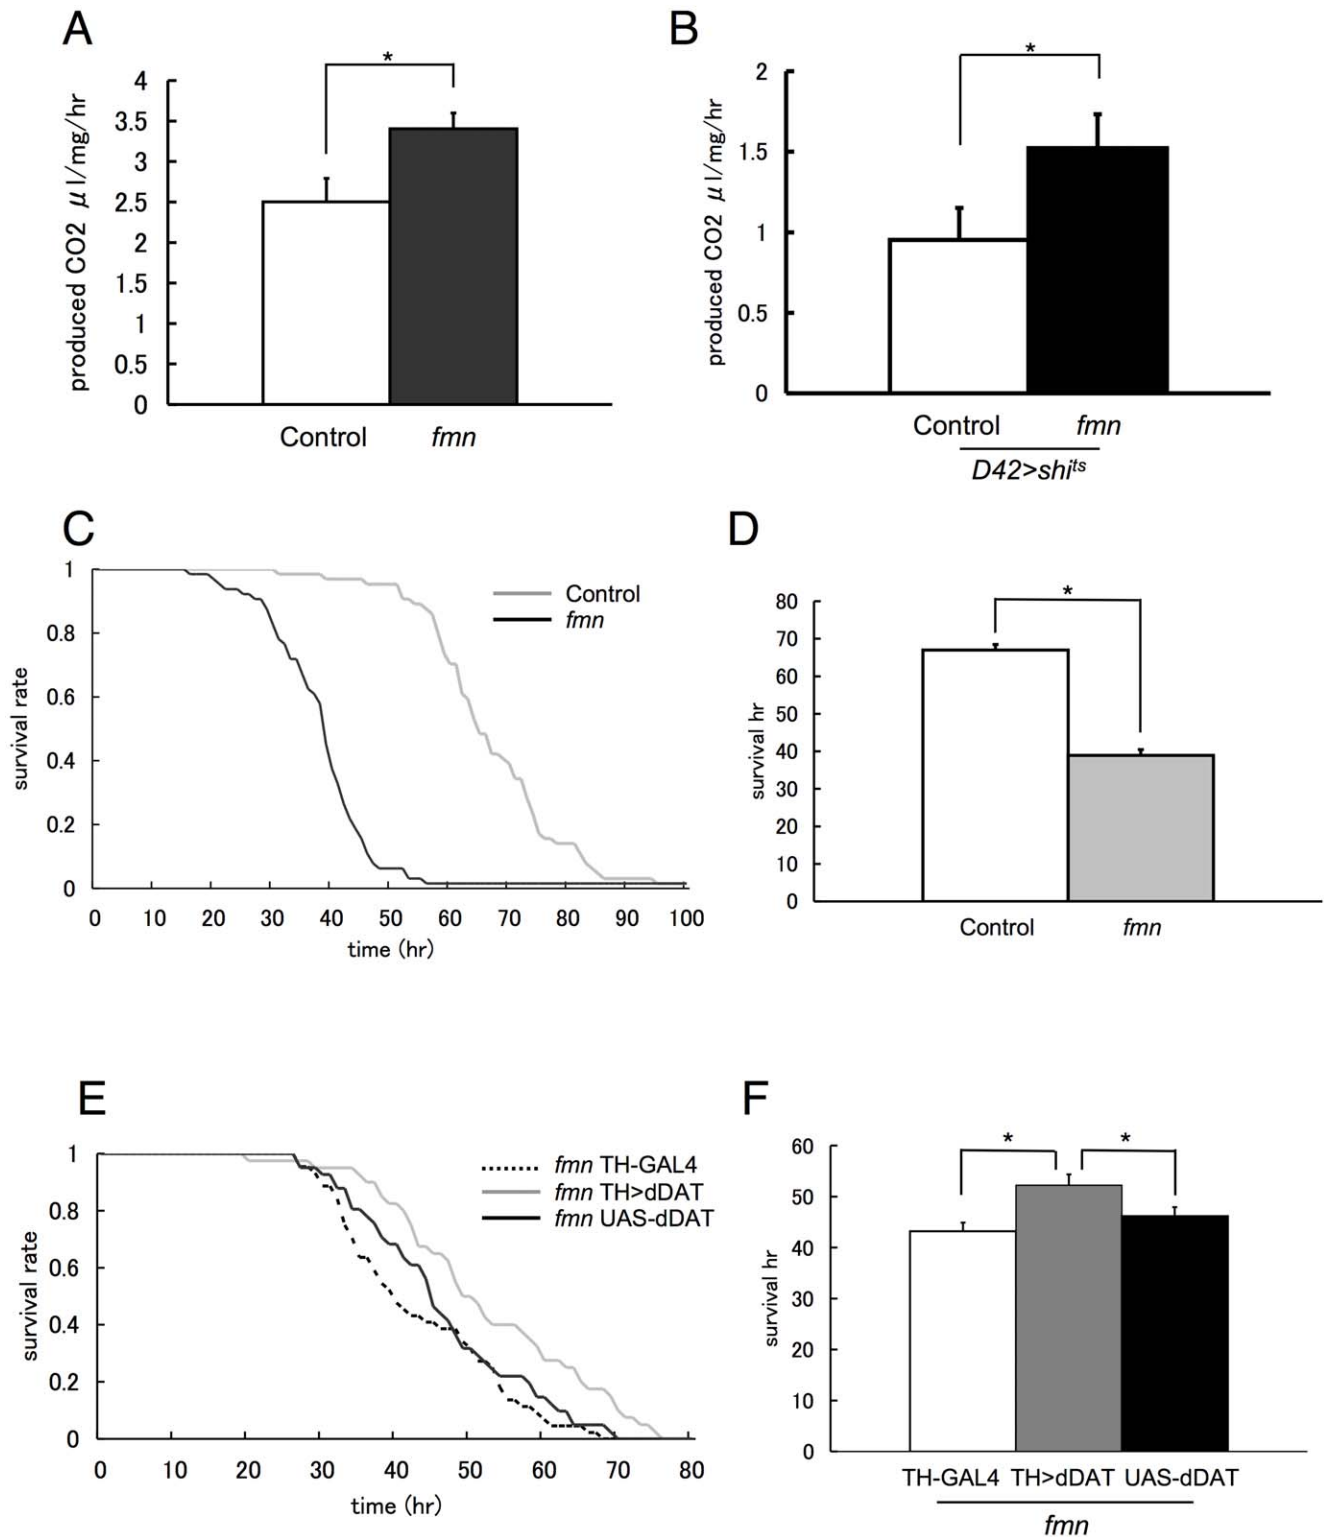 A
*
produced CO2 μl/mg/hr
4
3.5
3
2.5
2
1.5
1
0.5
0
Control fmn
B
*
produced CO2 μl/mg/hr
2
1.5
1
0.5
0
Control fmn
D42>shits
C
survival rate
1
0.8
0.6
0.4
0.2
0
Control
fmn
0 10 20 30 40 50 60 70 80 90 100
time (hr)
D
*
survival hr
80
70
60
50
40
30
20
10
0
Control fmn
E
survival rate
1
0.8
0.6
0.4
0.2
0
fmn TH-GAL4
fmn TH>dDAT
fmn UAS-dDAT
0 10 20 30 40 50 60 70 80
time (hr)
F
* *
survival hr
60
50
40
30
20
10
0
TH-GAL4 TH>dDAT UAS-dDAT
fmn